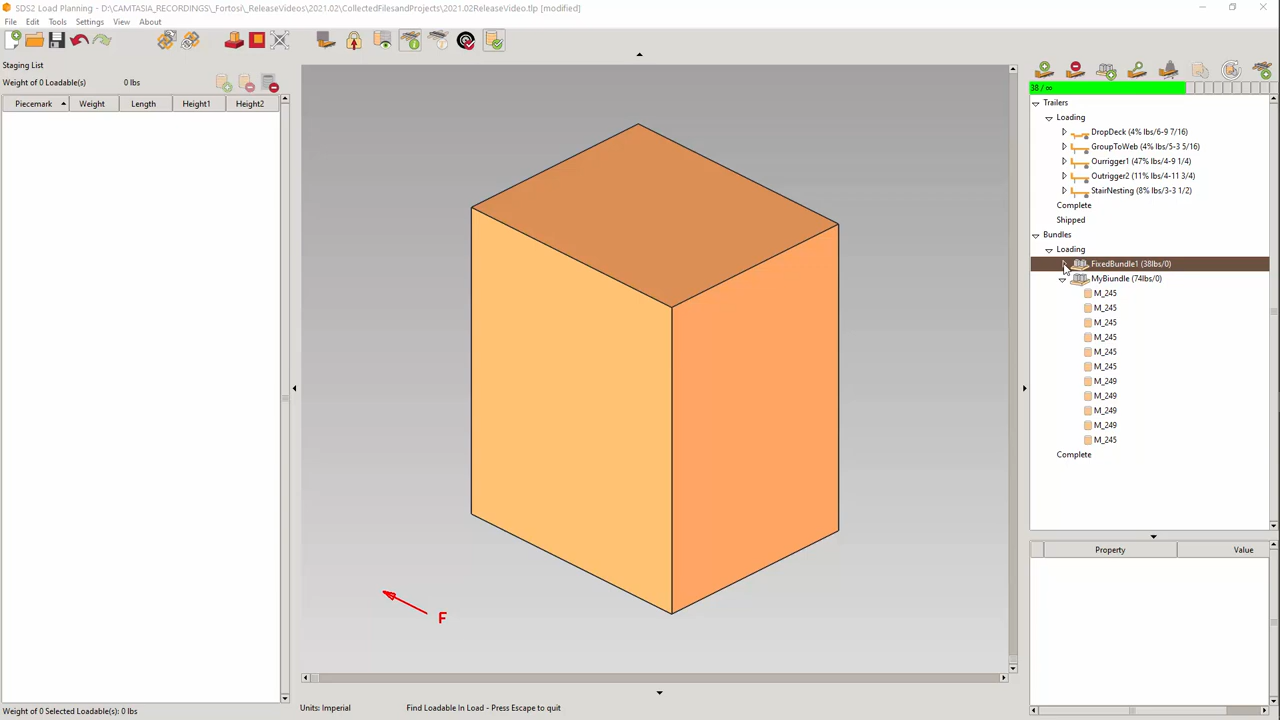 SDS2 Load Planning - D:\CAMTASIA_RECORDINGS\_Fortosi\_ReleaseVideos\2021.02\CollectedFilesandProjects\2021.02ReleaseVideo.tlp [modified]
File Edit Tools Settings View About
Staging List
Weight of 0 Loadable(s) 0 lbs
Piecemark Weight Length Height1 Height2
38 / ∞
Trailers
Loading
DropDeck (4% lbs/6-9 7/16)
GroupToWeb (4% lbs/5-3 5/16)
Ourrigger1 (47% lbs/4-9 1/4)
Outrigger2 (11% lbs/4-11 3/4)
StairNesting (8% lbs/3-3 1/2)
Complete
Shipped
Bundles
Loading
FixedBundle1 (38lbs/0)
MyBiundle (74lbs/0)
M_245
M_245
M_245
M_245
M_245
M_245
M_249
M_249
M_249
M_249
M_245
Complete
Property Value
F
Weight of 0 Selected Loadable(s): 0 lbs
Units: Imperial
Find Loadable In Load - Press Escape to quit